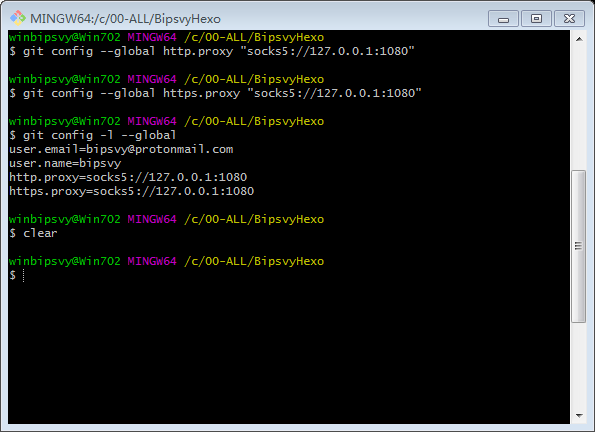 MINGW64:/c/00-ALL/BipsvyHexo
winbipsvy@Win702 MINGW64 /c/00-ALL/BipsvyHexo
$ git config --global http.proxy "socks5://127.0.0.1:1080"
winbipsvy@Win702 MINGW64 /c/00-ALL/BipsvyHexo
$ git config --global https.proxy "socks5://127.0.0.1:1080"
winbipsvy@Win702 MINGW64 /c/00-ALL/BipsvyHexo
$ git config -l --global
user.email=bipsvy@protonmail.com
user.name=bipsvy
http.proxy=socks5://127.0.0.1:1080
https.proxy=socks5://127.0.0.1:1080
winbipsvy@Win702 MINGW64 /c/00-ALL/BipsvyHexo
$ clear
winbipsvy@Win702 MINGW64 /c/00-ALL/BipsvyHexo
$